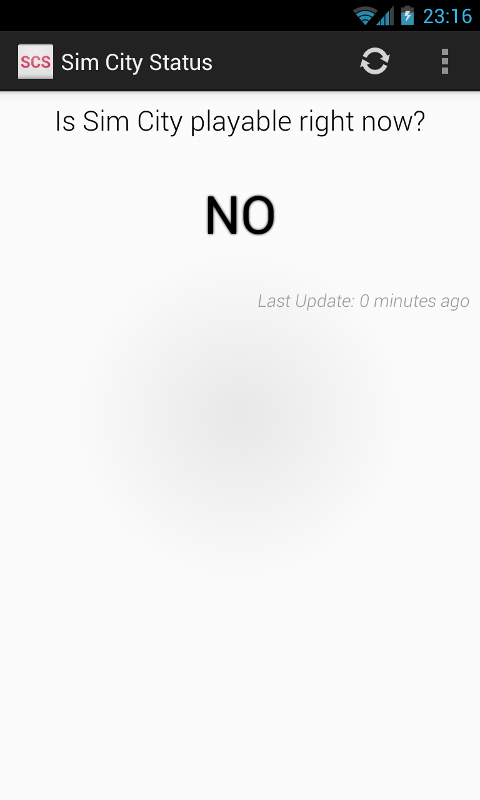 23:16
SCS Sim City Status
Is Sim City playable right now?
NO
Last Update: 0 minutes ago